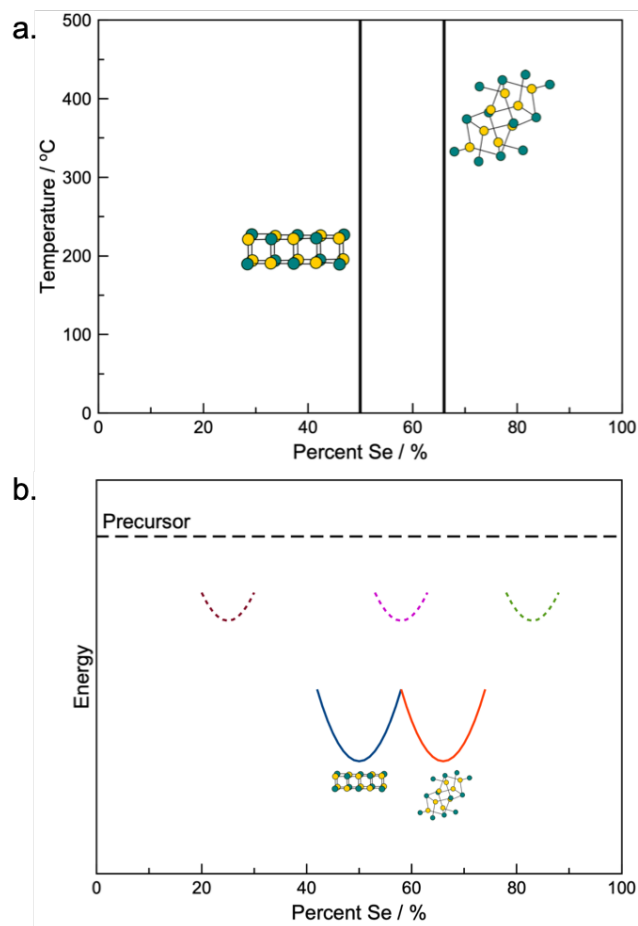 a.
500
400
300
200
100
0
Temperature / °C
0 20 40 60 80 100
Percent Se / %
b.
Precursor
Energy
0 20 40 60 80 100
Percent Se / %